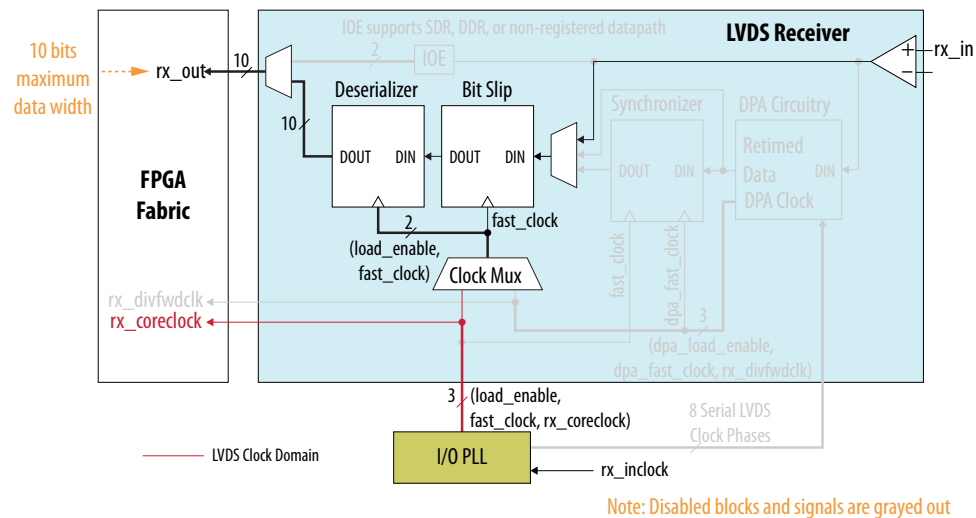 IOE supports SDR, DDR, or non-registered datapath
LVDS Receiver
10 bits
maximum
data width
rx_out
10
2
IOE
+
−
rx_in
Deserializer
Bit Slip
Synchronizer
DPA Circuitry
10
DOUT
DIN
DOUT
DIN
DOUT
DIN
Retimed
Data
DIN
DPA Clock
FPGA
Fabric
2
(load_enable,
fast_clock)
fast_clock
Clock Mux
fast_clock
dpa_fast_clock
rx_divfwdclk
rx_coreclock
3
(dpa_load_enable,
dpa_fast_clock, rx_divfwdclk)
3
(load_enable,
fast_clock, rx_coreclock)
8 Serial LVDS
Clock Phases
LVDS Clock Domain
I/O PLL
rx_inclock
Note: Disabled blocks and signals are grayed out